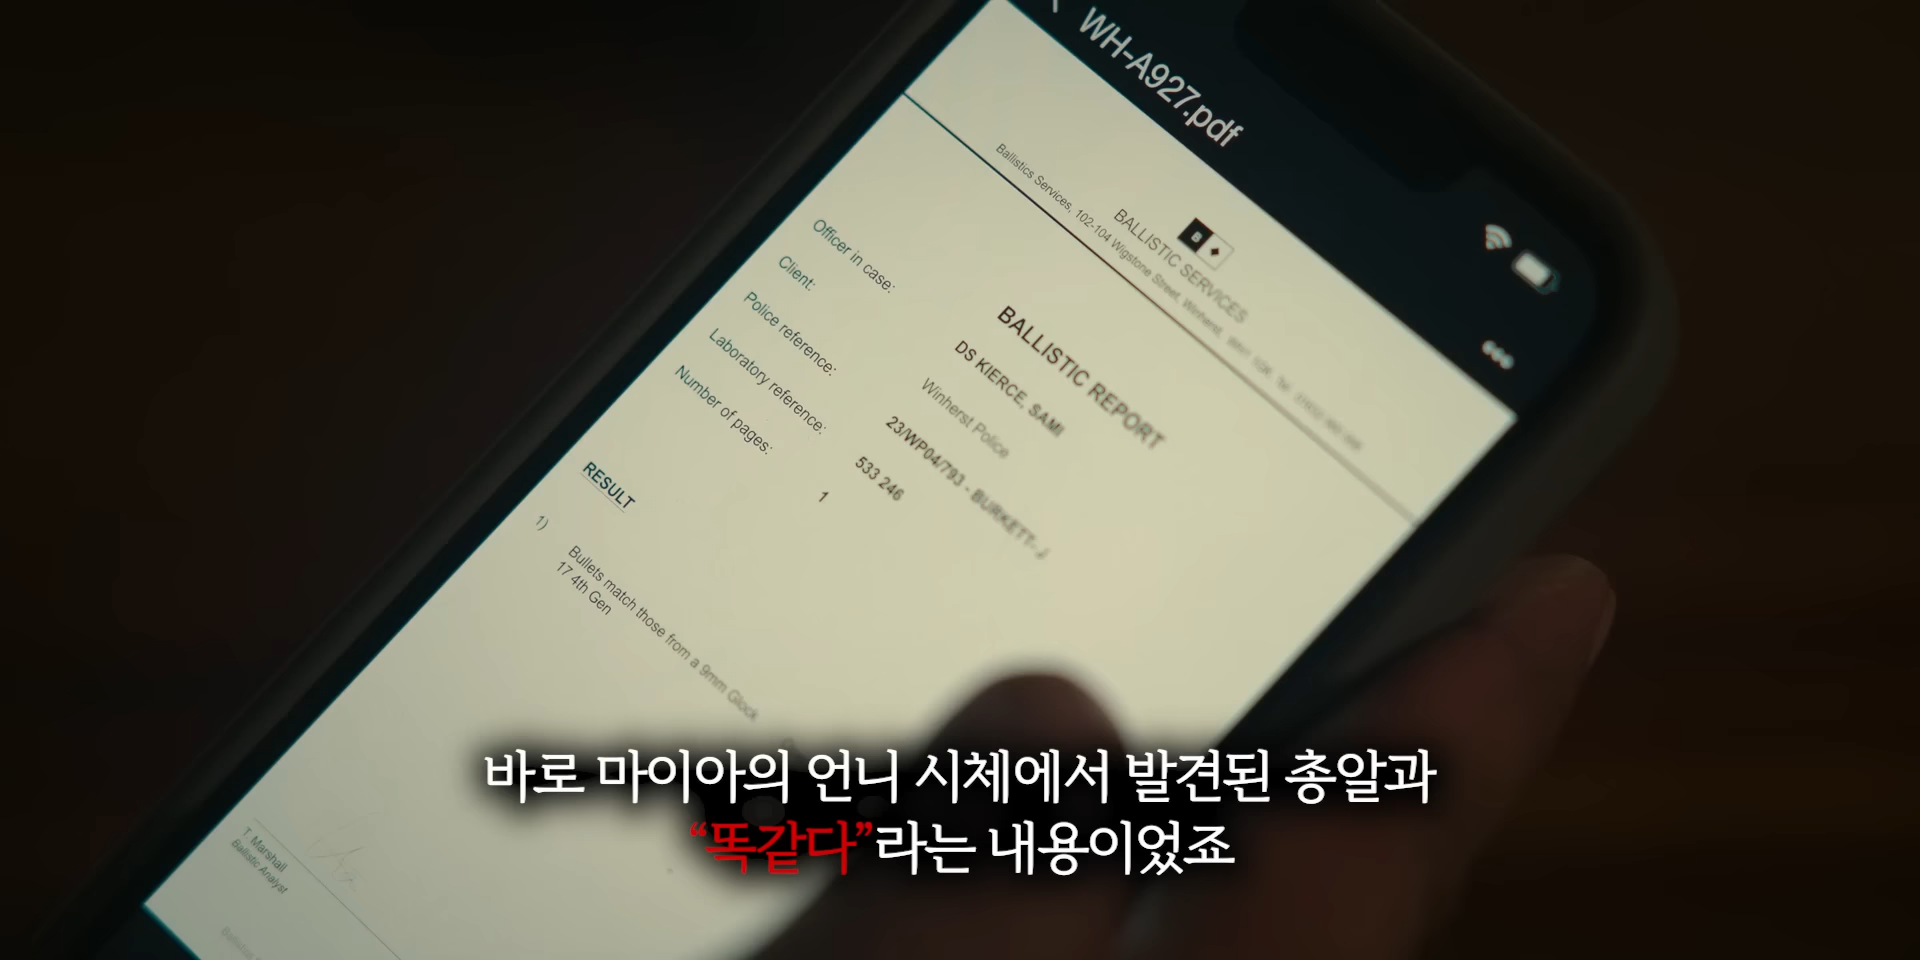 WH-A927.pdf
B
BALLISTIC SERVICES
Ballistics Services, 102-104 Wigstone Street, Winherst,
BALLISTIC REPORT
Officer in case: DS KIERCE, SAMI
Client: Winherst Police
Police reference: 23/WP04/793 - BURKETT- J
Laboratory reference: 533 246
Number of pages: 1
RESULT
1) Bullets match those from a 9mm Glock
17 4th Gen
T. Marshall
Ballistic Analyst
바로 마이아의 언니 시체에서 발견된 총알과
“똑같다”라는 내용이었죠